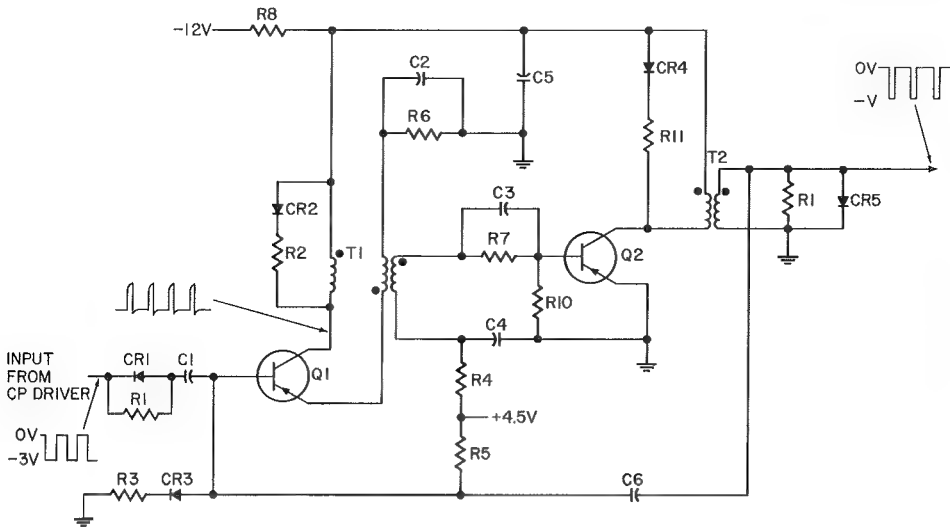 -12V
R8
C2
C5
CR4
0V
-V
R6
R11
T2
R1
CR5
CR2
R2
T1
C3
R7
Q2
R10
C4
INPUT
FROM
CP DRIVER
CR1
C1
Q1
R1
R4
+4.5V
0V
-3V
R5
R3
CR3
C6